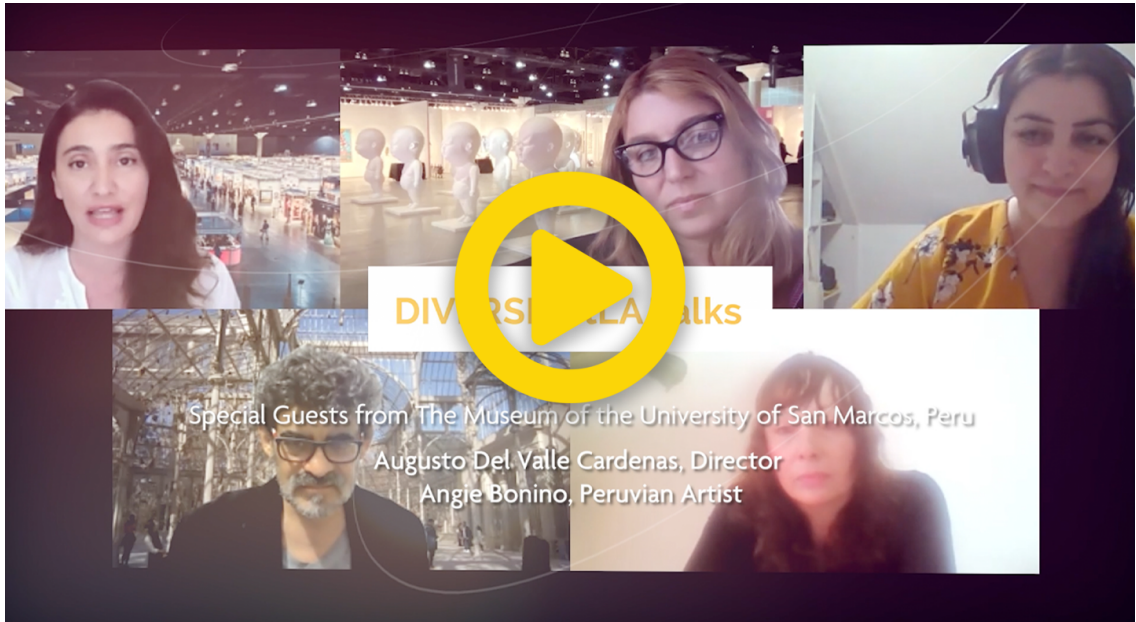 Talks
Special Guests from The Museum of the University of San Marcos, Peru
Augusto Del Valle Cardenas, Director
Angie Bonino, Peruvian Artist